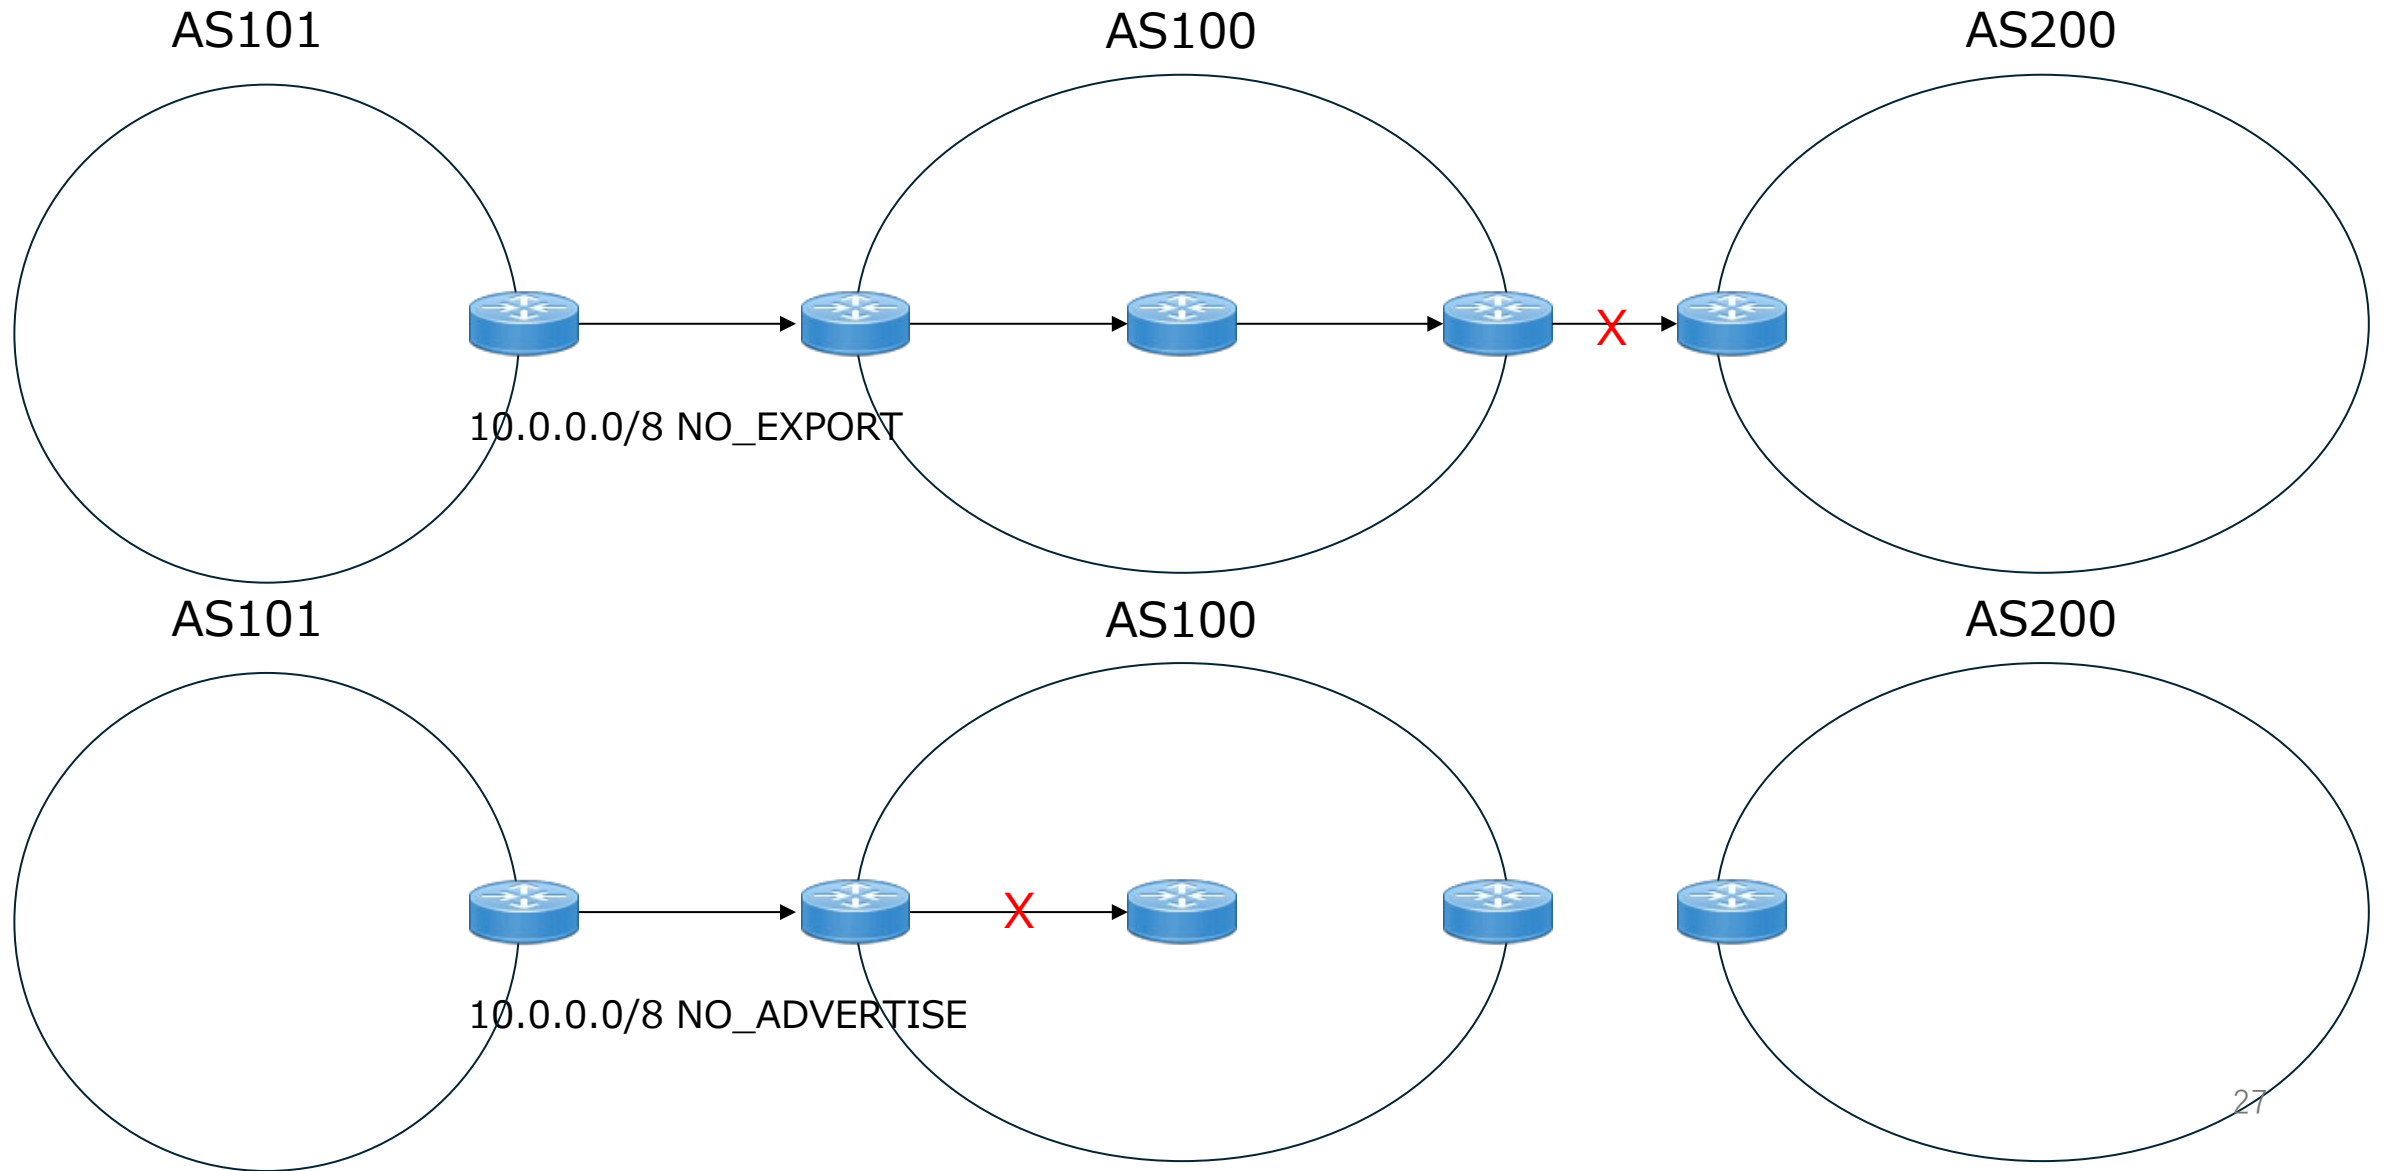 AS101
AS100
AS200
X
10.0.0.0/8 NO_EXPORT
AS101
AS100
AS200
X
10.0.0.0/8 NO_ADVERTISE
27